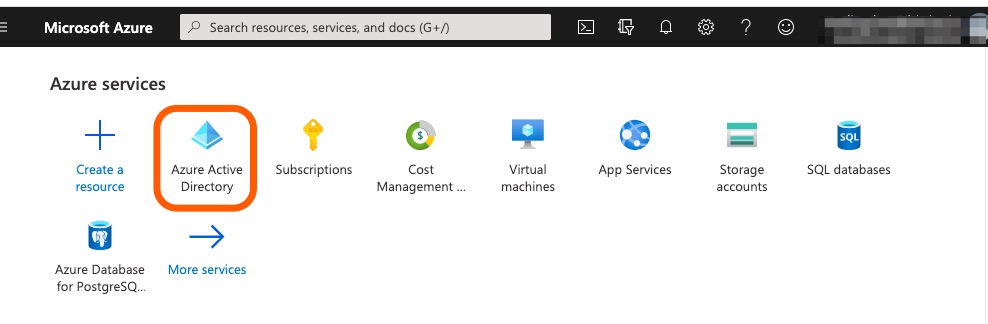 Microsoft Azure
Search resources, services, and docs (G+/)
Azure services
Create a
resource
Azure Active
Directory
Subscriptions
Cost
Management ...
Virtual
machines
App Services
Storage
accounts
SQL
SQL databases
Azure Database
for PostgreSQ...
More services